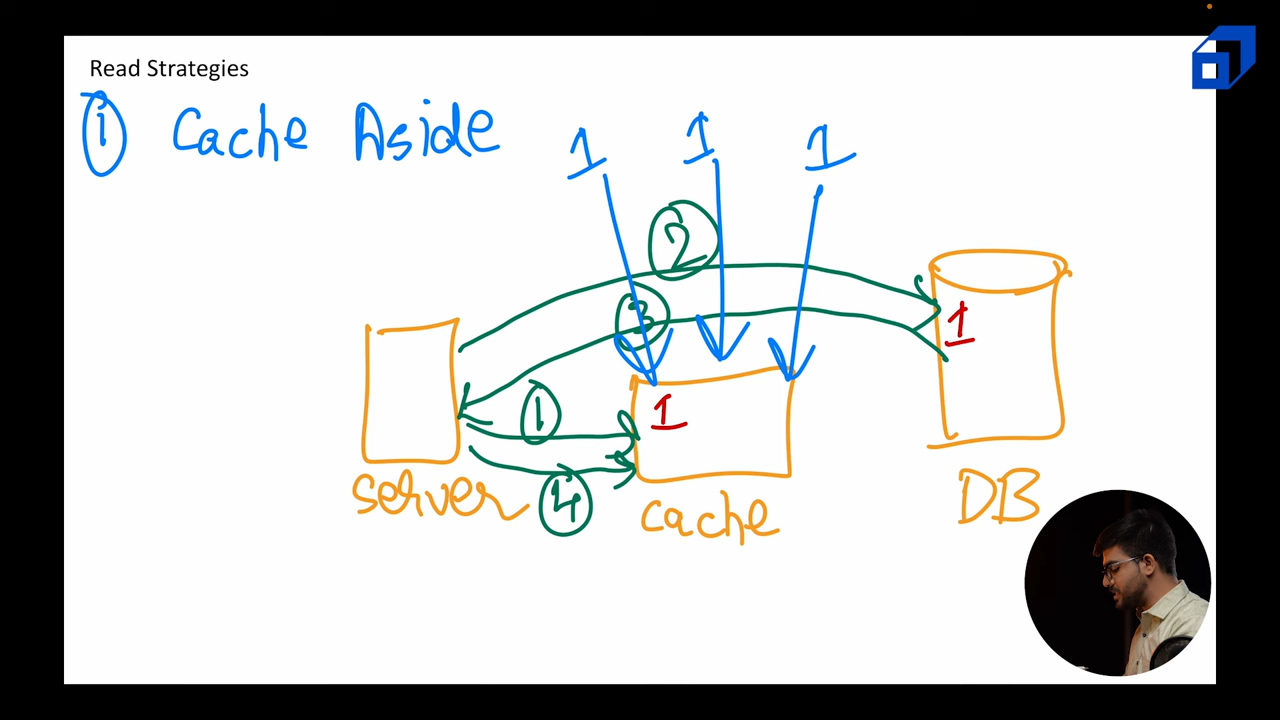 Read Strategies
① Cache Aside
1 1 1
②
③
1
①
1
④
server
cache
DB